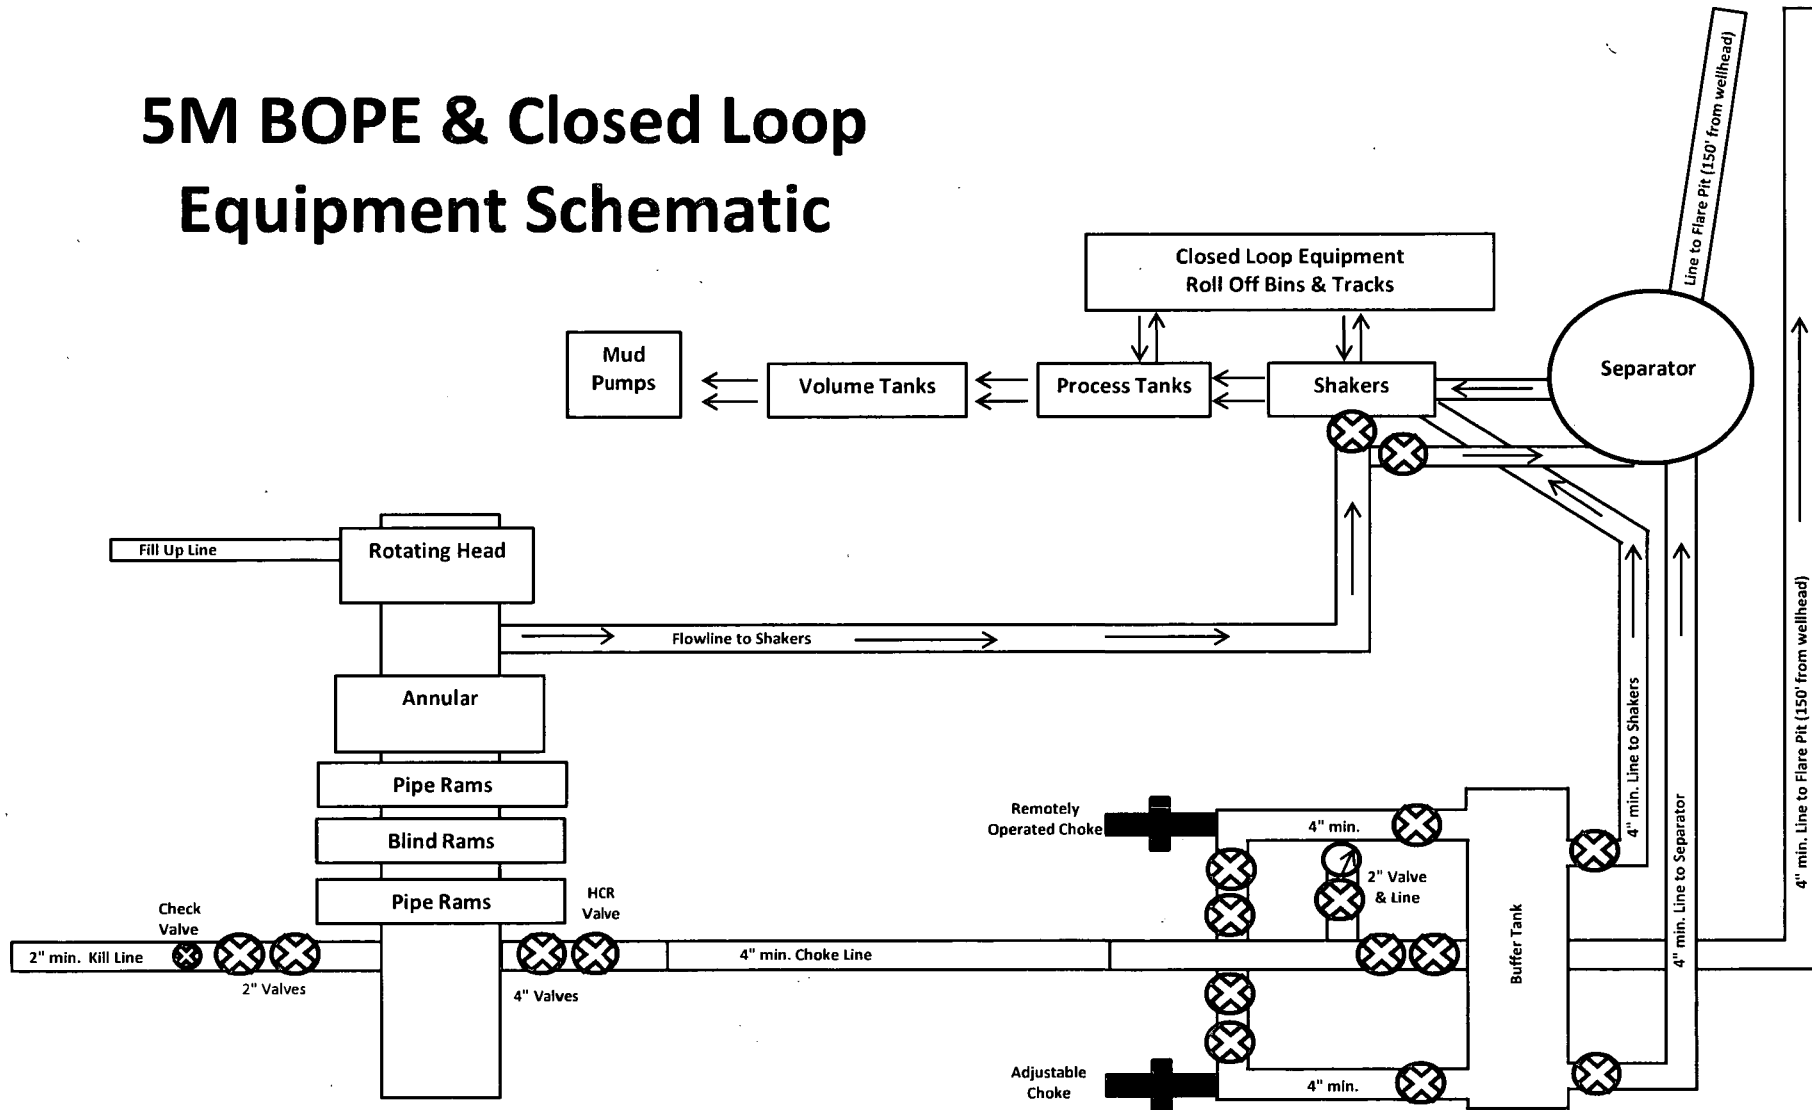 5M BOPE & Closed Loop
Equipment Schematic
Line to Flare Pit (150' from wellhead)
Closed Loop Equipment
Roll Off Bins & Tracks
Mud
Pumps
Volume Tanks
Process Tanks
Shakers
Separator
Fill Up Line
Rotating Head
Flowline to Shakers
Annular
Pipe Rams
Blind Rams
Pipe Rams
Check
Valve
HCR
Valve
2" min. Kill Line
2" Valves
4" Valves
4" min. Choke Line
Remotely
Operated Choke
4" min.
2" Valve
& Line
Buffer Tank
Adjustable
Choke
4" min.
4" min. Line to Shakers
4" min. Line to Separator
4" min. Line to Flare Pit (150' from wellhead)